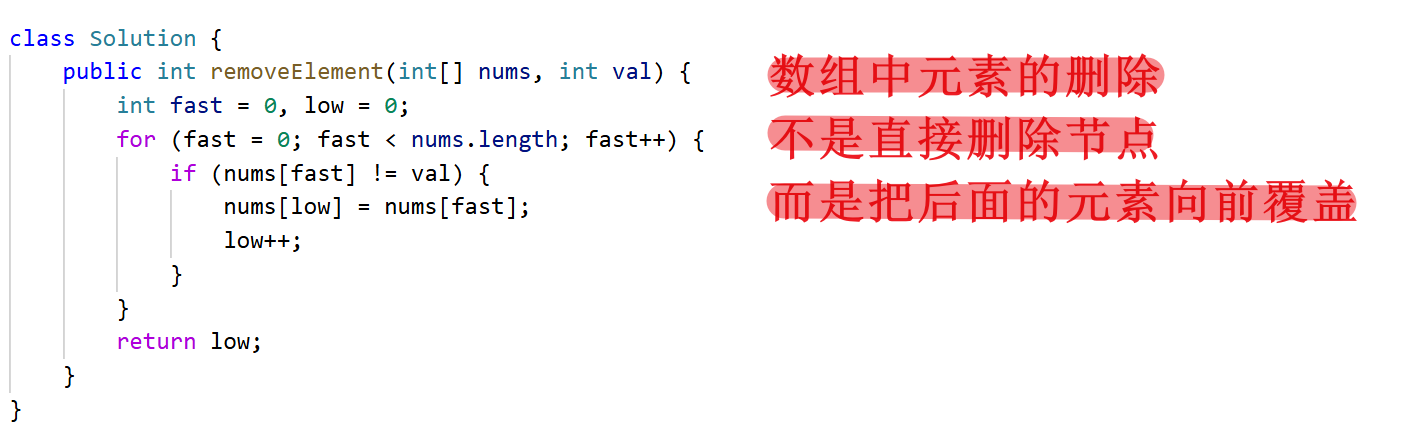 class Solution {
    public int removeElement(int[] nums, int val) {
        int fast = 0, low = 0;
        for (fast = 0; fast < nums.length; fast++) {
            if (nums[fast] != val) {
                nums[low] = nums[fast];
                low++;
            }
        }
        return low;
    }
}
数组中元素的删除
不是直接删除节点
而是把后面的元素向前覆盖